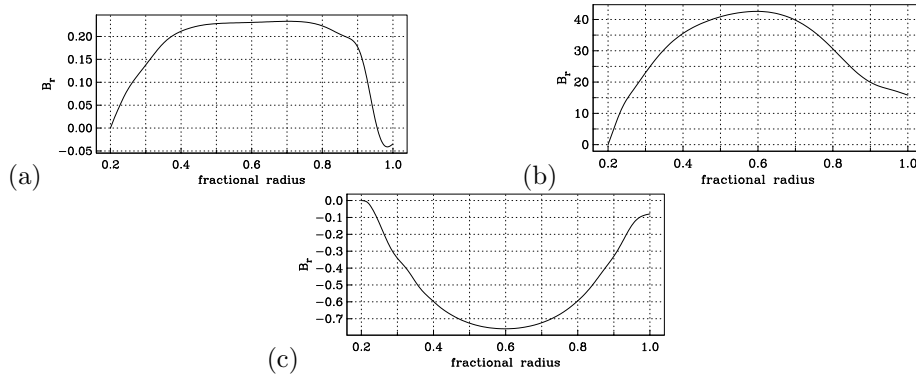 0.20
0.15
0.10
0.05
0.00
−0.05
B_r
0.2 0.4 0.6 0.8 1.0
fractional radius
(a)
40
30
20
10
0
B_r
0.2 0.4 0.6 0.8 1.0
fractional radius
(b)
0.0
−0.1
−0.2
−0.3
−0.4
−0.5
−0.6
−0.7
B_r
0.2 0.4 0.6 0.8 1.0
fractional radius
(c)